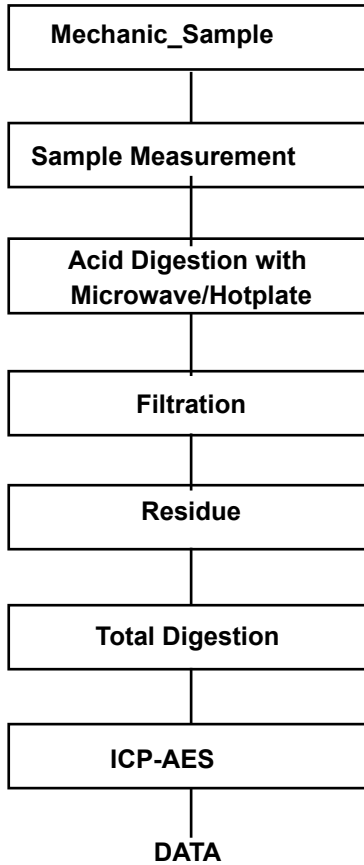 Mechanic_Sample
Sample Measurement
Acid Digestion with
Microwave/Hotplate
Filtration
Residue
Total Digestion
ICP-AES
DATA